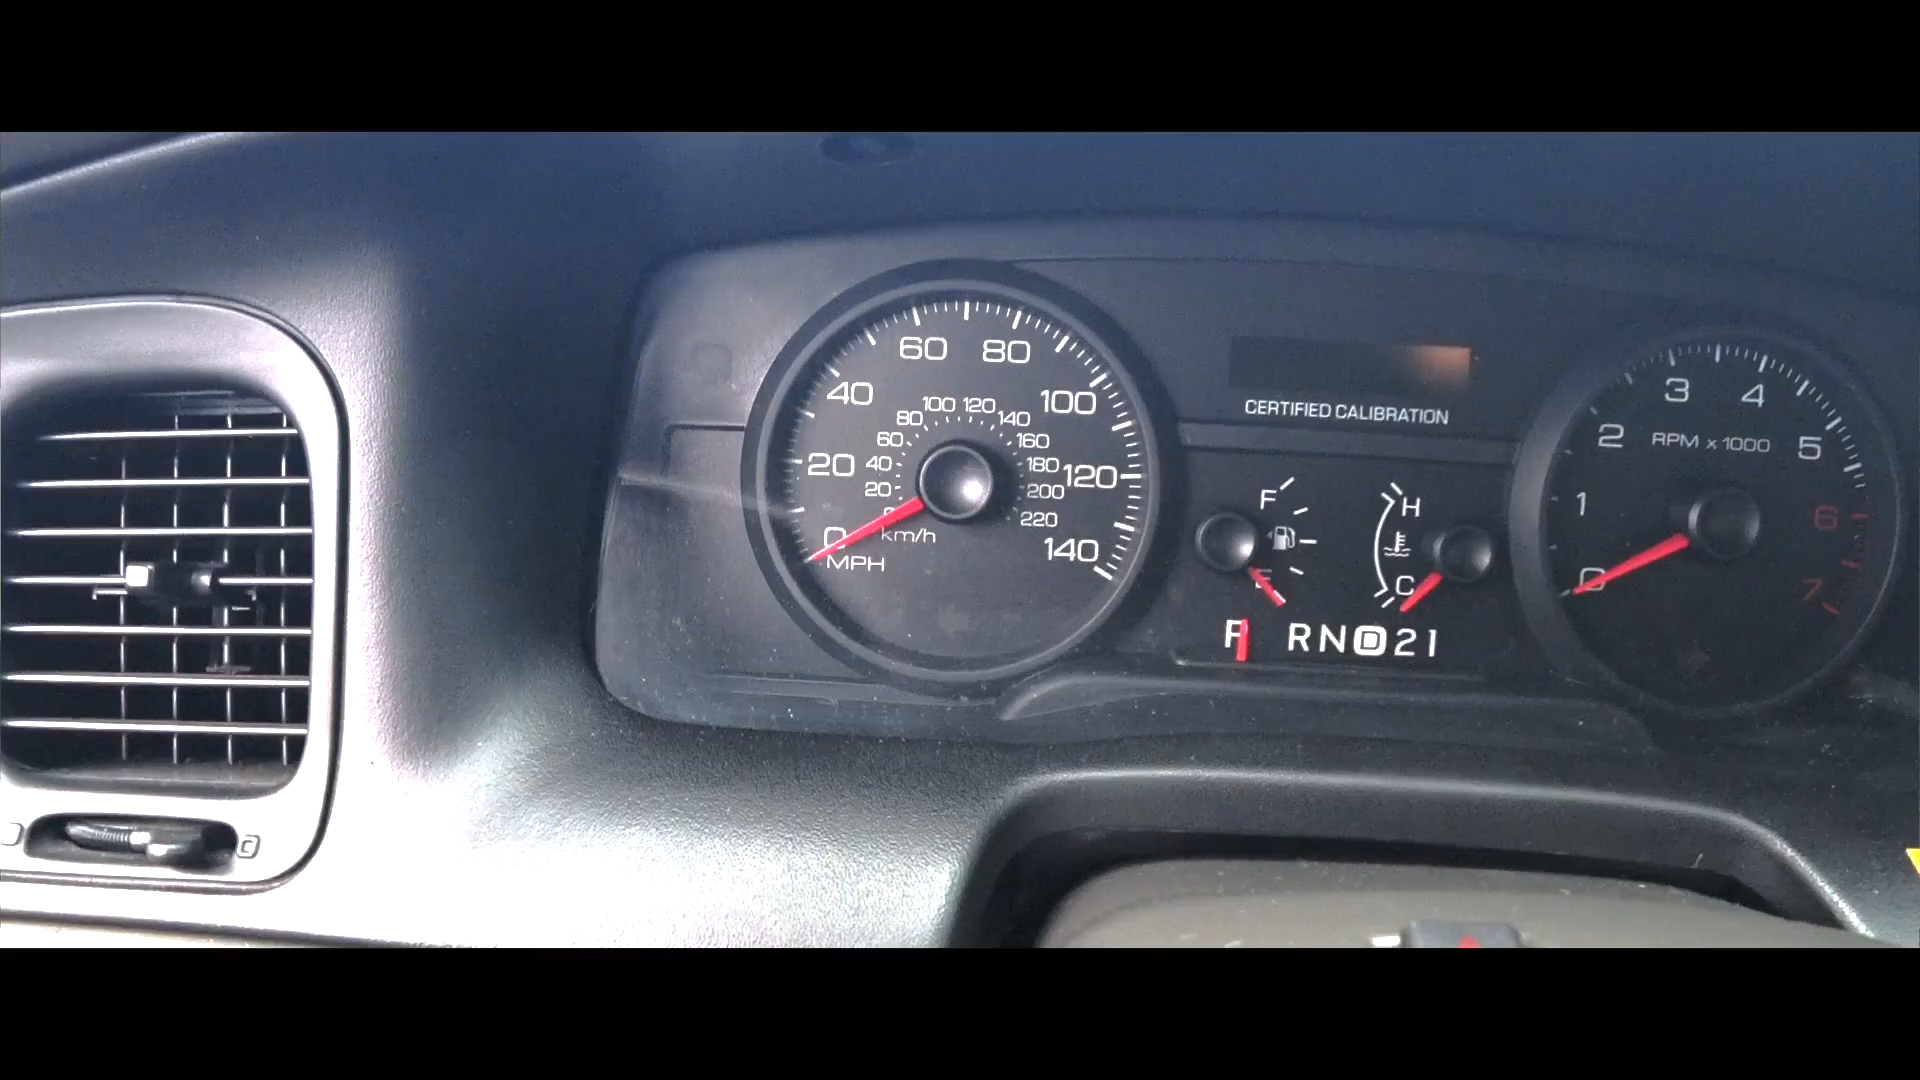 60 80
40 100
20 120
0 140
MPH
80 100 120 140
60 160
40 180
20 200
220
km/h
CERTIFIED CALIBRATION
F
E
H
C
P RND21
3 4
2 RPM x 1000 5
1 6
0 7
C